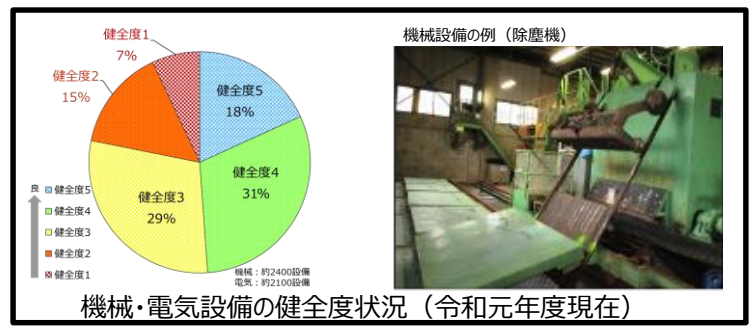 健全度1
7%
健全度2
15%
健全度5
18%
健全度4
31%
健全度3
29%
良
健全度5
健全度4
健全度3
健全度2
健全度1
機械：約2400設備
電気：約2100設備
機械設備の例（除塵機）
機械・電気設備の健全度状況（令和元年度現在）